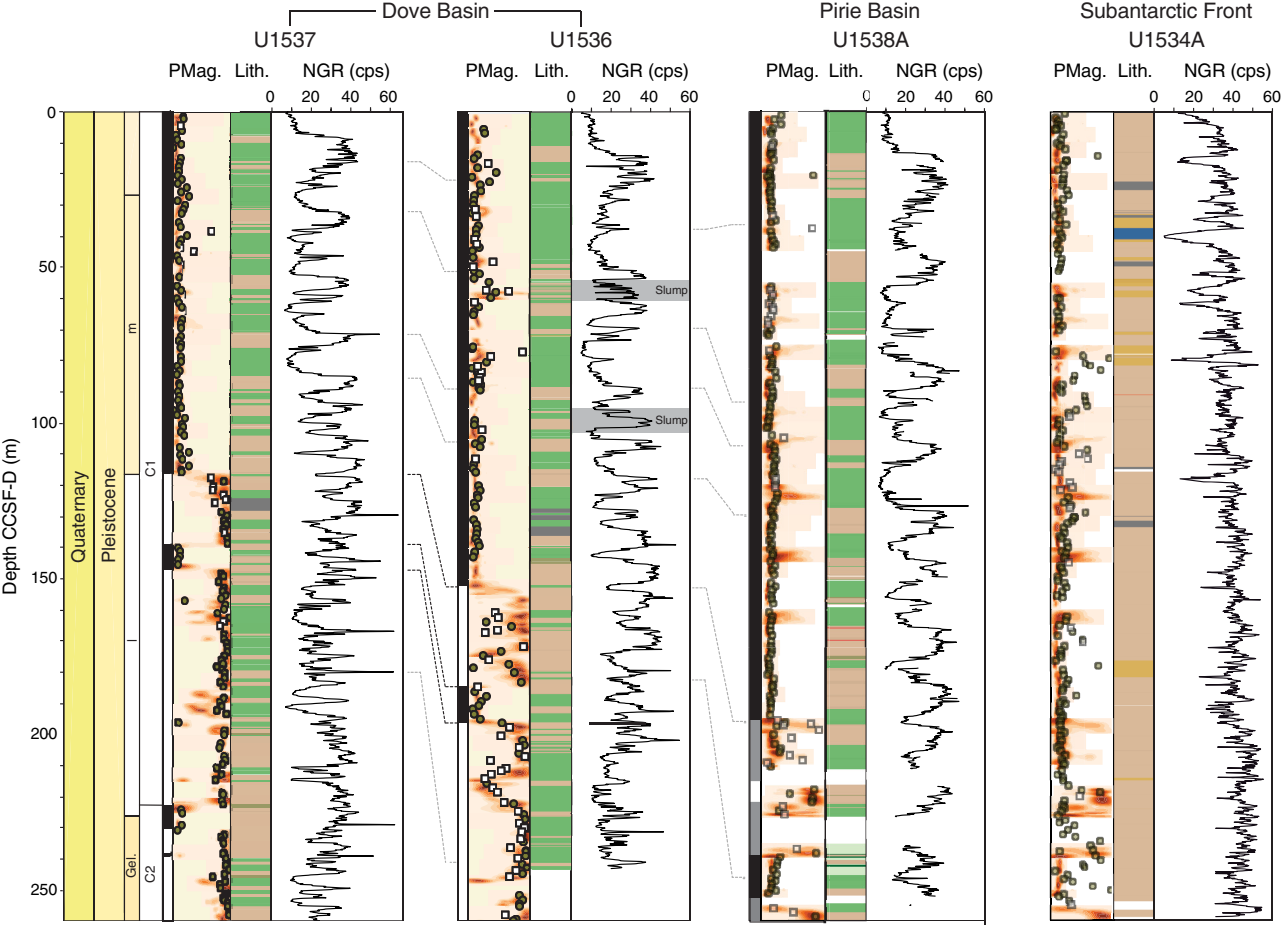 Dove Basin Pirie Basin Subantarctic Front
U1537 U1536 U1538A U1534A
PMag. Lith. NGR (cps) PMag. Lith. NGR (cps) PMag. Lith. NGR (cps) PMag. Lith. NGR (cps)
0 20 40 60 0 20 40 60 0 20 40 60 0 20 40 60
Depth CCSF-D (m)
0
50
100
150
200
250
Quaternary
Pleistocene
m
l
Gel.
C1
C2
Slump
Slump